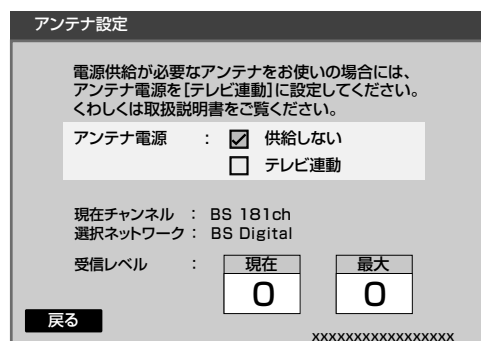 アンテナ設定
電源供給が必要なアンテナをお使いの場合には、
アンテナ電源を[テレビ連動]に設定してください。
くわしくは取扱説明書をご覧ください。
アンテナ電源 : 供給しない
テレビ連動
現在チャンネル : BS 181ch
選択ネットワーク : BS Digital
受信レベル : 現在 最大
0 0
戻る
xxxxxxxxxxxxxxxxx